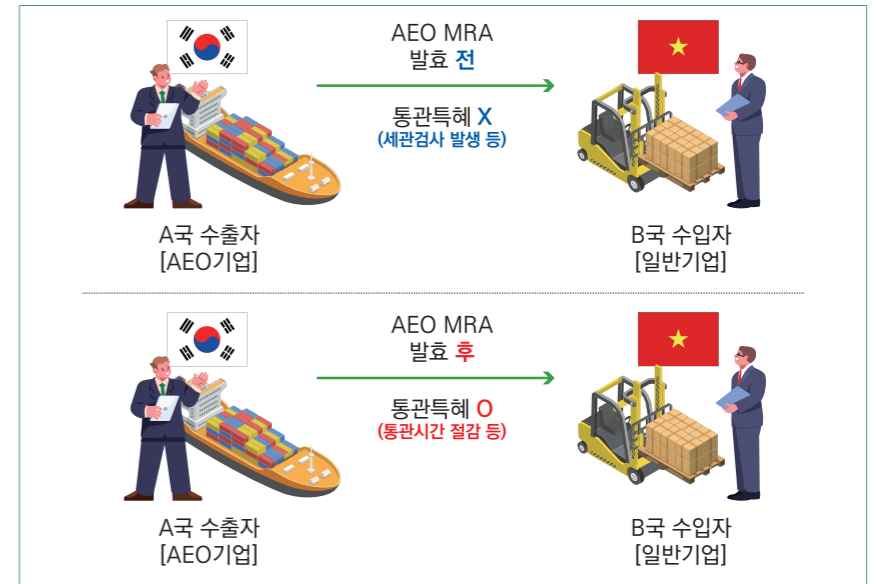 AEO MRA
발효 전
통관특혜 X
(세관검사 발생 등)
A국 수출자
[AEO기업]
B국 수입자
[일반기업]
AEO MRA
발효 후
통관특혜 O
(통관시간 절감 등)
A국 수출자
[AEO기업]
B국 수입자
[일반기업]